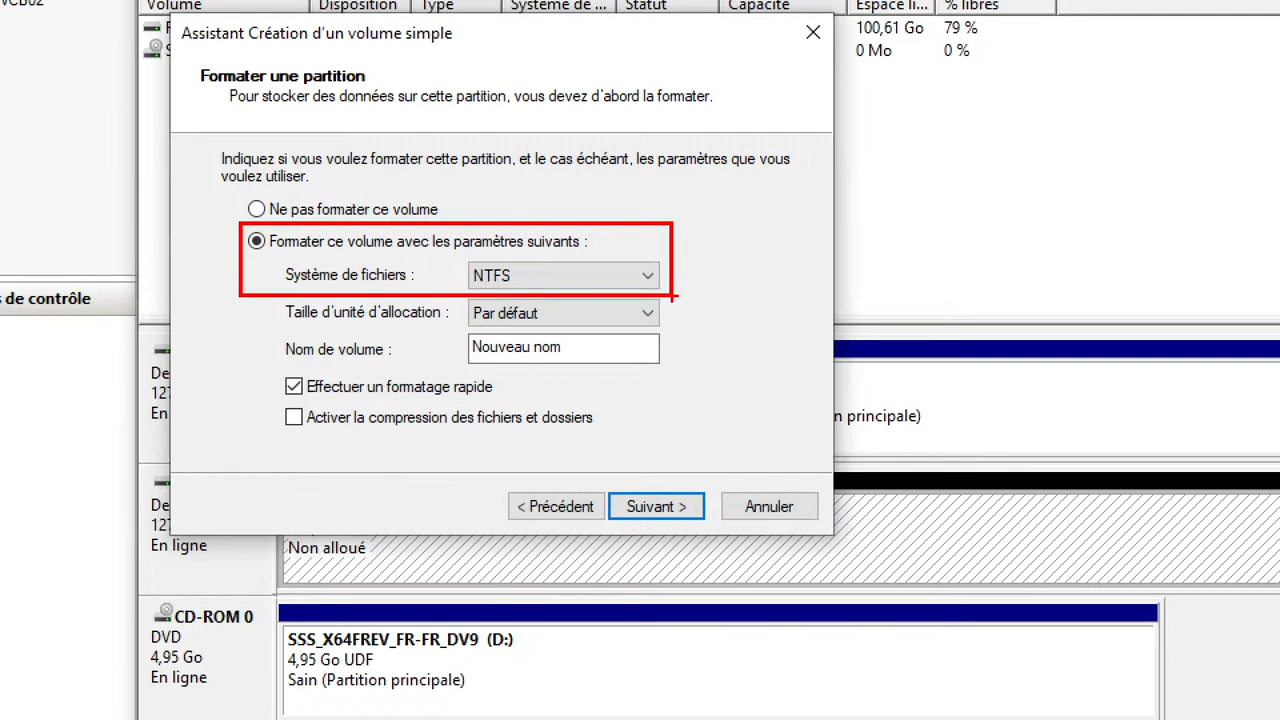 Volume Disposition Type Système de ... Statut Capacité Espace li... % libres
100,61 Go 79 %
0 Mo 0 %
Assistant Création d'un volume simple
Formater une partition
Pour stocker des données sur cette partition, vous devez d'abord la formater.
Indiquez si vous voulez formater cette partition, et le cas échéant, les paramètres que vous
voulez utiliser.
Ne pas formater ce volume
Formater ce volume avec les paramètres suivants :
Système de fichiers : NTFS
Taille d'unité d'allocation : Par défaut
Nom de volume : Nouveau nom
Effectuer un formatage rapide
Activer la compression des fichiers et dossiers
< Précédent Suivant > Annuler
de contrôle
De
127
En
n principale)
De
127
En ligne
Non alloué
CD-ROM 0
DVD
4,95 Go
En ligne
SSS_X64FREV_FR-FR_DV9 (D:)
4,95 Go UDF
Sain (Partition principale)